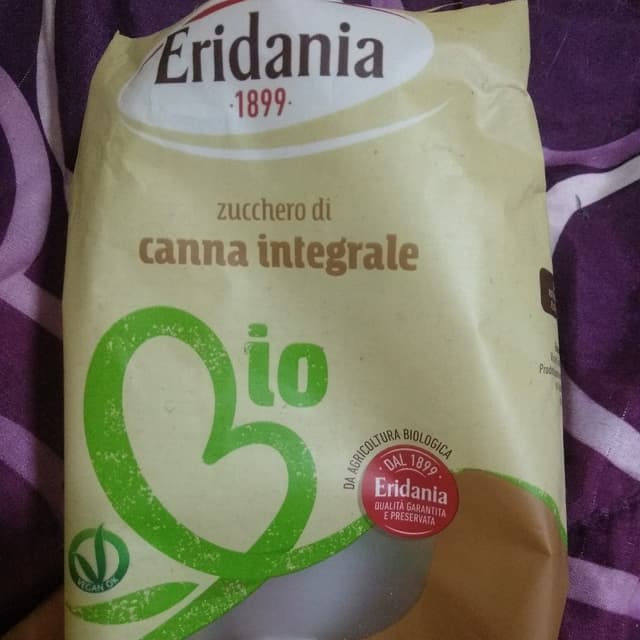 Eridania
·1899·
zucchero di
canna integrale
Bio
DA AGRICOLTURA BIOLOGICA
· DAL 1899 ·
Eridania
QUALITÀ GARANTITA
E PRESERVATA
VEGAN OK